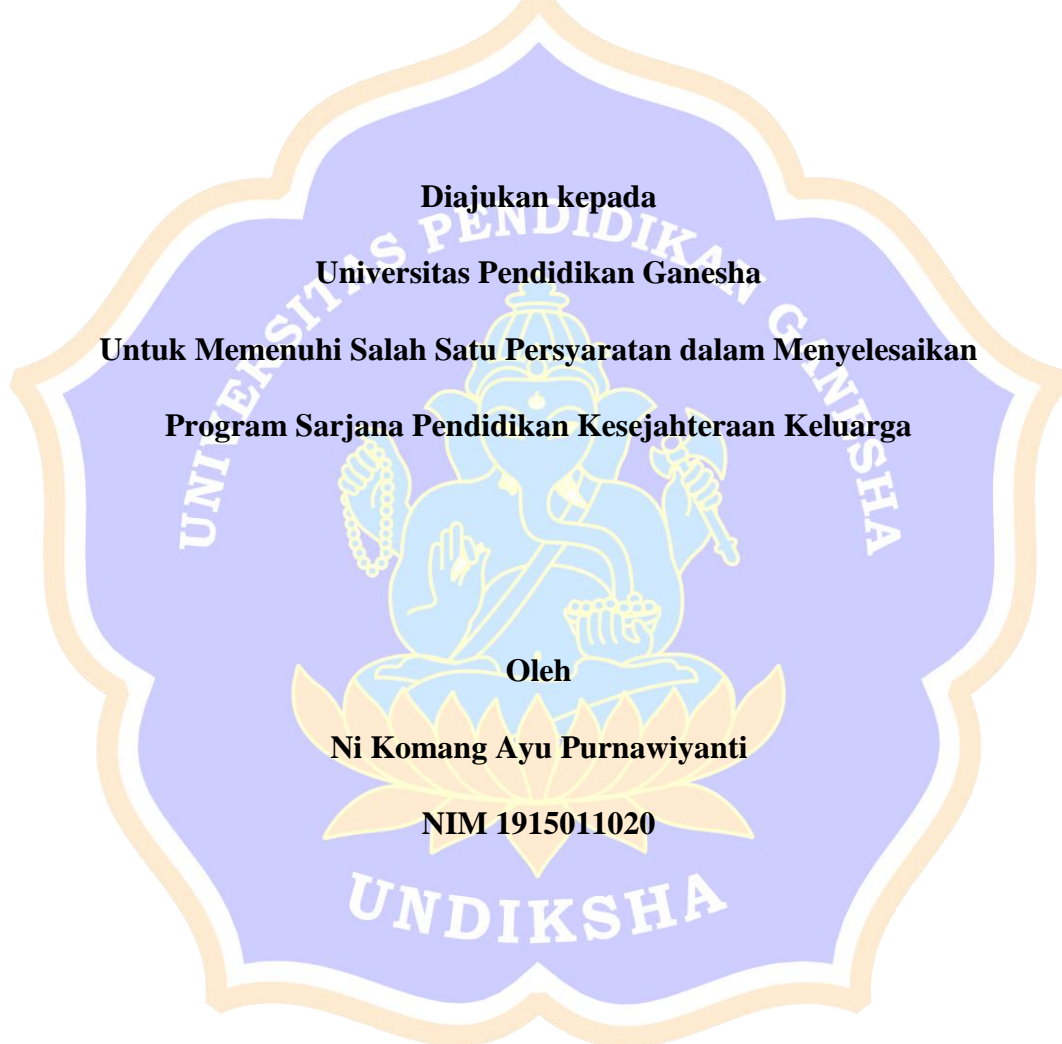 Diajukan kepada
UNIVERSITAS PENDIDIKAN GANESHA
Universitas Pendidikan Ganesha
Untuk Memenuhi Salah Satu Persyaratan dalam Menyelesaikan
Program Sarjana Pendidikan Kesejahteraan Keluarga
Oleh
Ni Komang Ayu Purnawiyanti
NIM 1915011020
UNDIKSHA